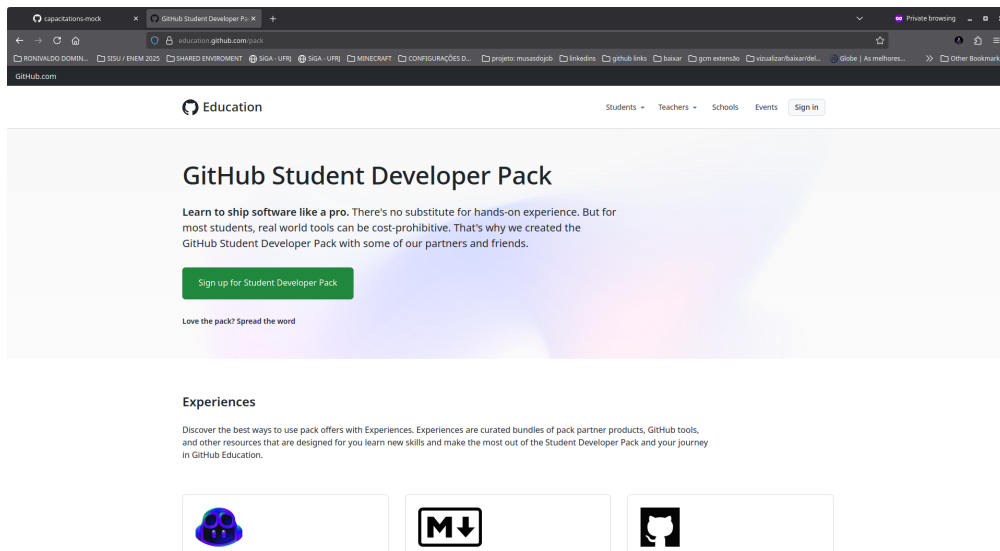 capacitations-mock
GitHub Student Developer Pa
Private browsing
education.github.com/pack
RONIVALDO DOMIN...
SISU / ENEM 2025
SHARED ENVIROMENT
SiGA - UFRJ
SiGA - UFRJ
MINECRAFT
CONFIGURAÇÕES D...
projeto: musasdojob
linkedins
github links
baixar
gcm extensão
vizualizar/baixar/del...
Globe | As melhores...
Other Bookmark
GitHub.com
Education
Students
Teachers
Schools
Events
Sign in
GitHub Student Developer Pack
Learn to ship software like a pro. There's no substitute for hands-on experience. But for
most students, real world tools can be cost-prohibitive. That's why we created the
GitHub Student Developer Pack with some of our partners and friends.
Sign up for Student Developer Pack
Love the pack? Spread the word
Experiences
Discover the best ways to use pack offers with Experiences. Experiences are curated bundles of pack partner products, GitHub tools,
and other resources that are designed for you learn new skills and make the most out of the Student Developer Pack and your journey
in GitHub Education.
M